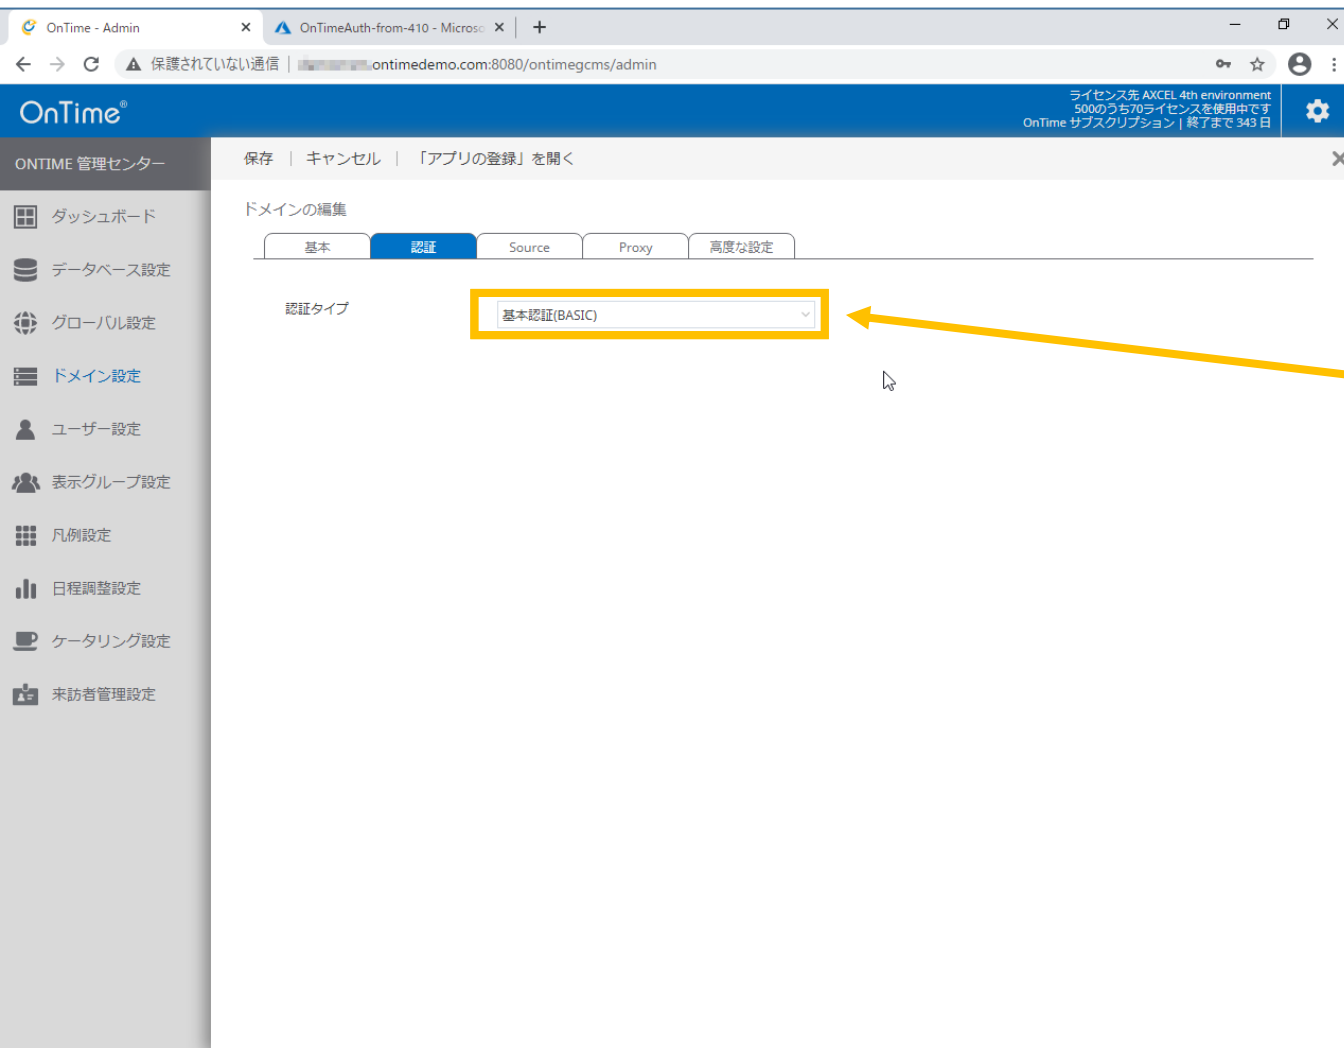 OnTime - Admin
OnTimeAuth-from-410 - Microso
保護されていない通信 | ontimedemo.com:8080/ontimegcms/admin
OnTime®
ライセンス先 AXCEL 4th environment
500のうち70ライセンスを使用中です
OnTime サブスクリプション | 終了まで 343 日
ONTIME 管理センター
保存 | キャンセル | 「アプリの登録」を開く
ダッシュボード
データベース設定
グローバル設定
ドメイン設定
ユーザー設定
表示グループ設定
凡例設定
日程調整設定
ケータリング設定
来訪者管理設定
ドメインの編集
基本 認証 Source Proxy 高度な設定
認証タイプ 基本認証(BASIC)